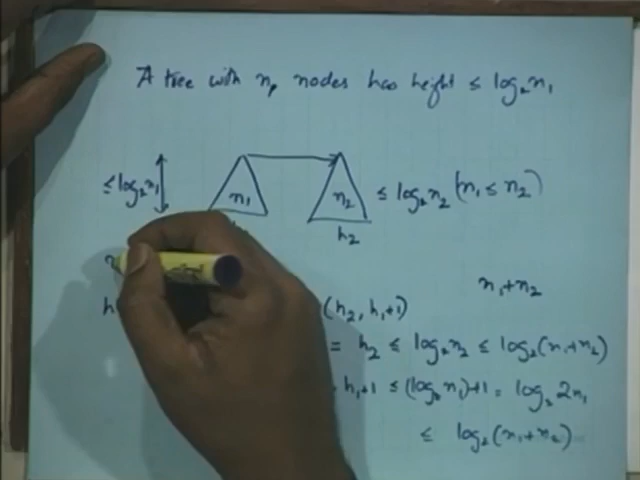 A tree with n, nodes has height ≤ log₂n₁
≤ log₂n₁ n₁ n₂ ≤ log₂n₂ (n₁ ≤ n₂)
h₂
n₁+n₂
h (h₂, h₁+1)
= h₂ ≤ log₂n₂ ≤ log₂(n₁+n₂)
h₁+1 ≤ (log₂n₁)+1 = log₂ 2n₁
≤ log₂(n₁+n₂)